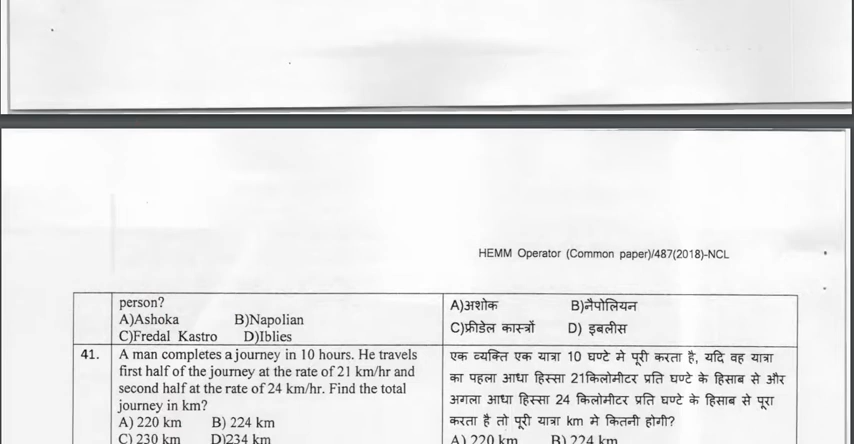 HEMM Operator (Common paper)/487(2018)-NCL
person?
A)Ashoka B)Napolian
C)Fredal Kastro D)Iblies
A)अशोक B)नैपोलियन
C)फ्रीडेल कास्त्रों D) इबलीस
41. A man completes a journey in 10 hours. He travels
first half of the journey at the rate of 21 km/hr and
second half at the rate of 24 km/hr. Find the total
journey in km?
A) 220 km B) 224 km
C) 230 km D)234 km
एक व्यक्ति एक यात्रा 10 घण्टे मे पूरी करता है, यदि वह यात्रा
का पहला आधा हिस्सा 21किलोमीटर प्रति घण्टे के हिसाब से और
अगला आधा हिस्सा 24 किलोमीटर प्रति घण्टे के हिसाब से पूरा
करता है तो पूरी यात्रा km मे कितनी होगी?
A) 220 km B) 224 km